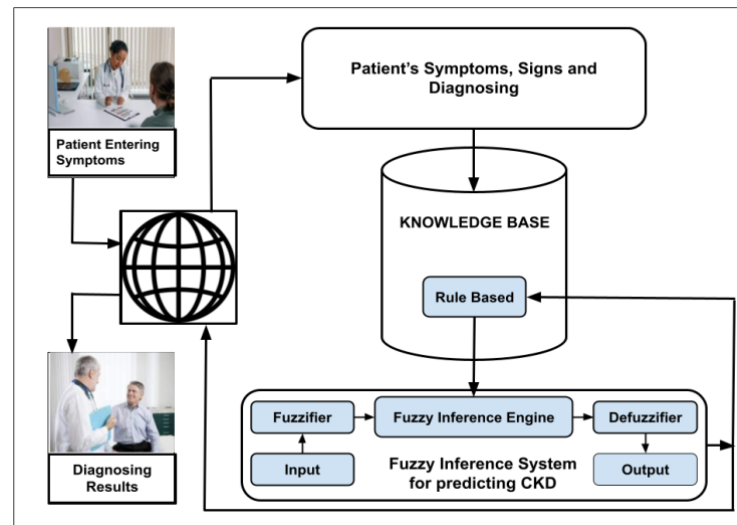 Patient Entering
Symptoms
Patient's Symptoms, Signs and
Diagnosing
KNOWLEDGE BASE
Rule Based
Fuzzifier
Fuzzy Inference Engine
Defuzzifier
Input
Fuzzy Inference System
for predicting CKD
Output
Diagnosing
Results